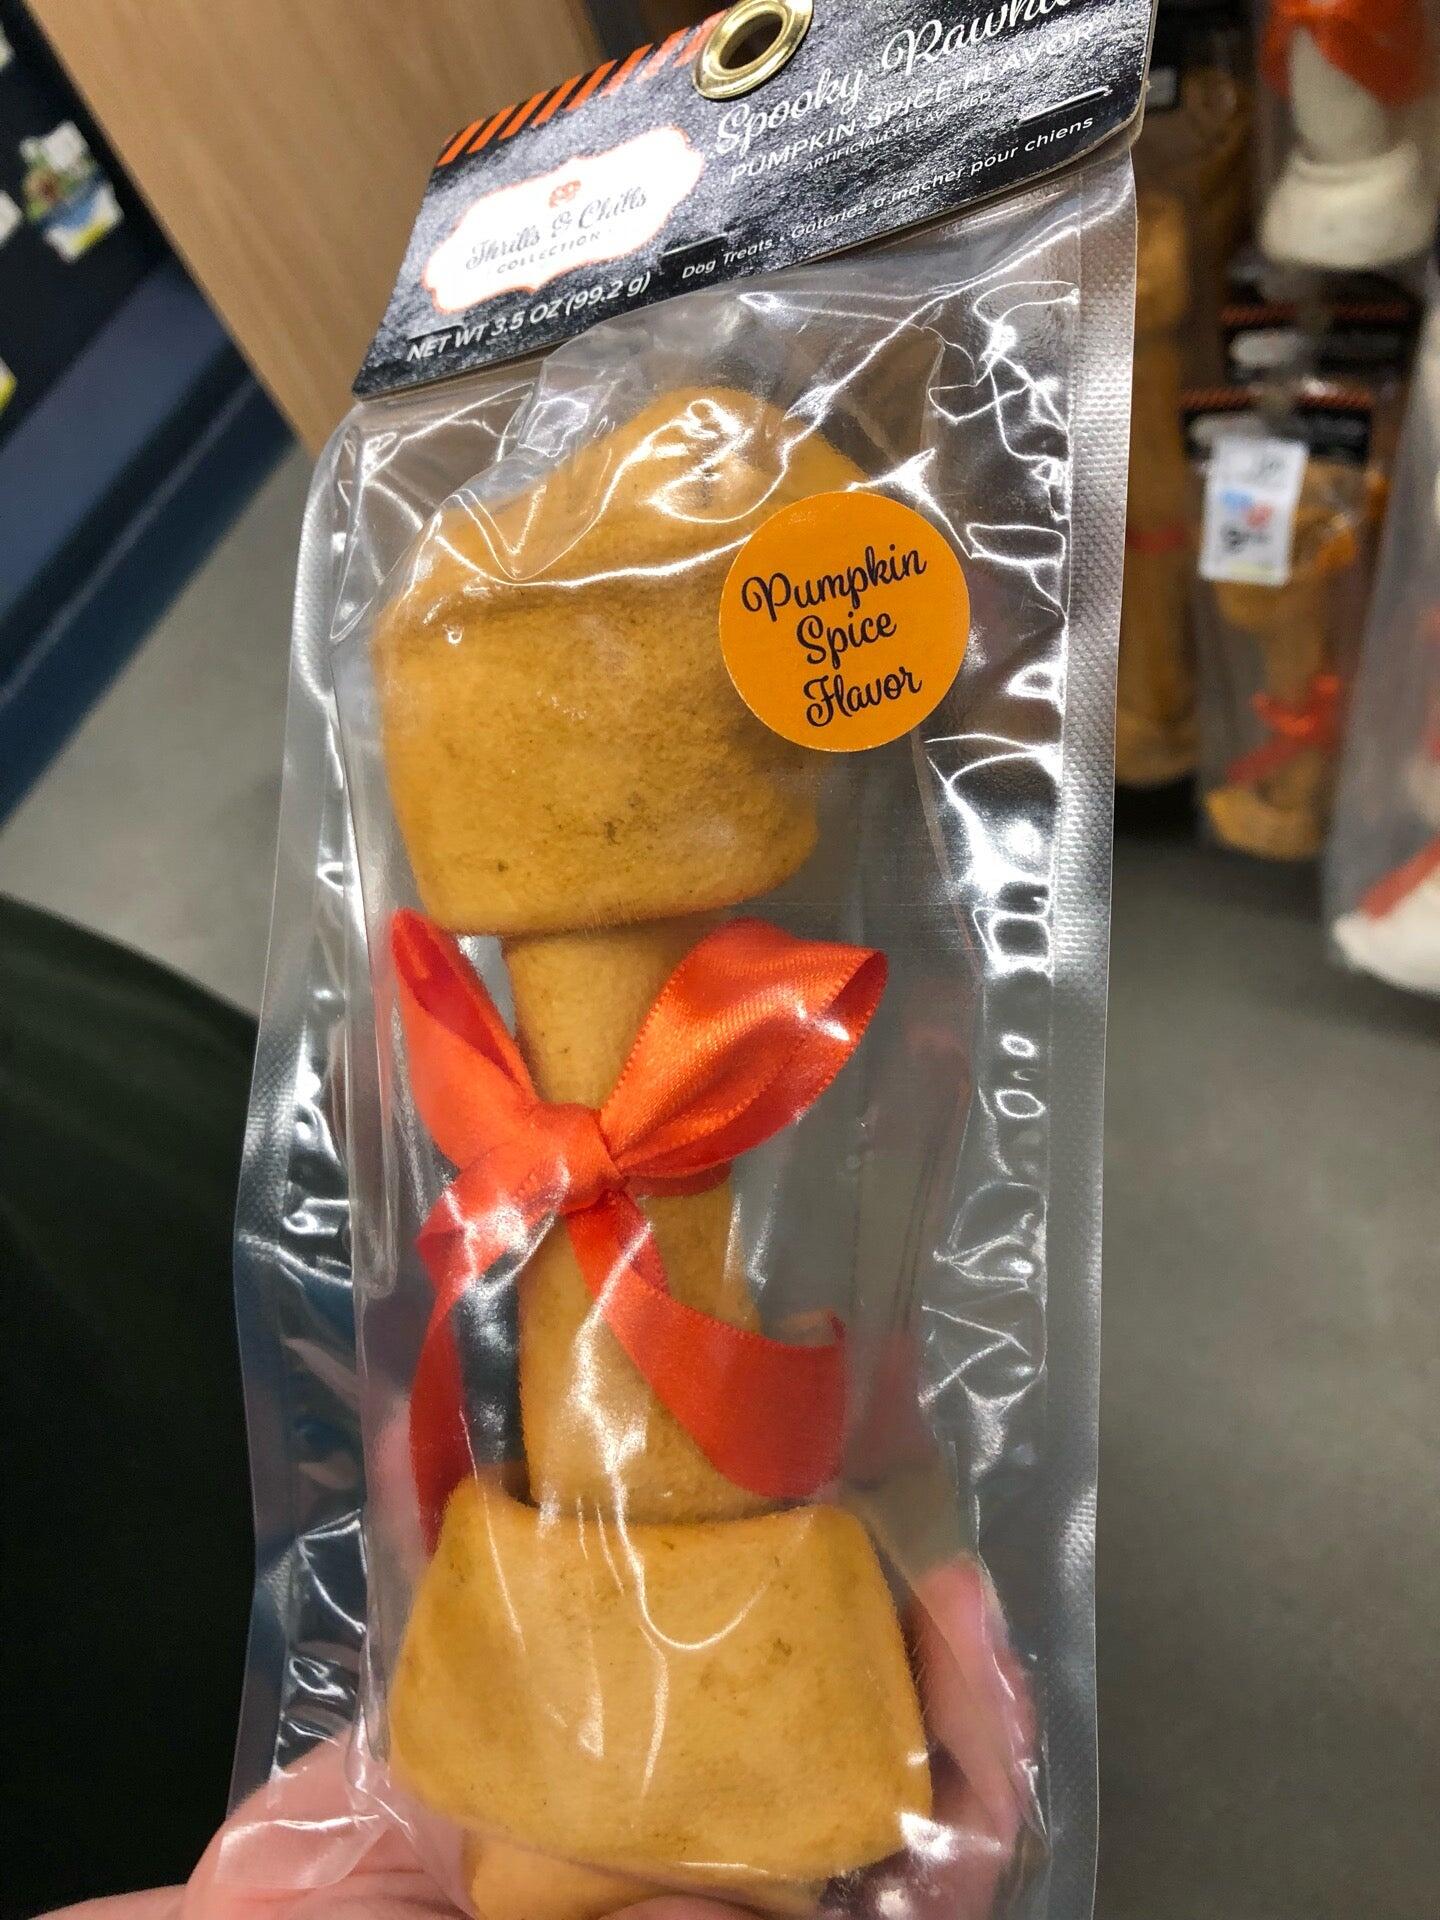 Spooky
PUMPKIN SPICE FLAVOR
ARTIFICIALLY FLAVORED
Thrills & Chills
COLLECTION
NET WT 3.5 OZ (99.2 g)
Dog Treats • Gâteries à mâcher pour chiens
Pumpkin
Spice
Flavor